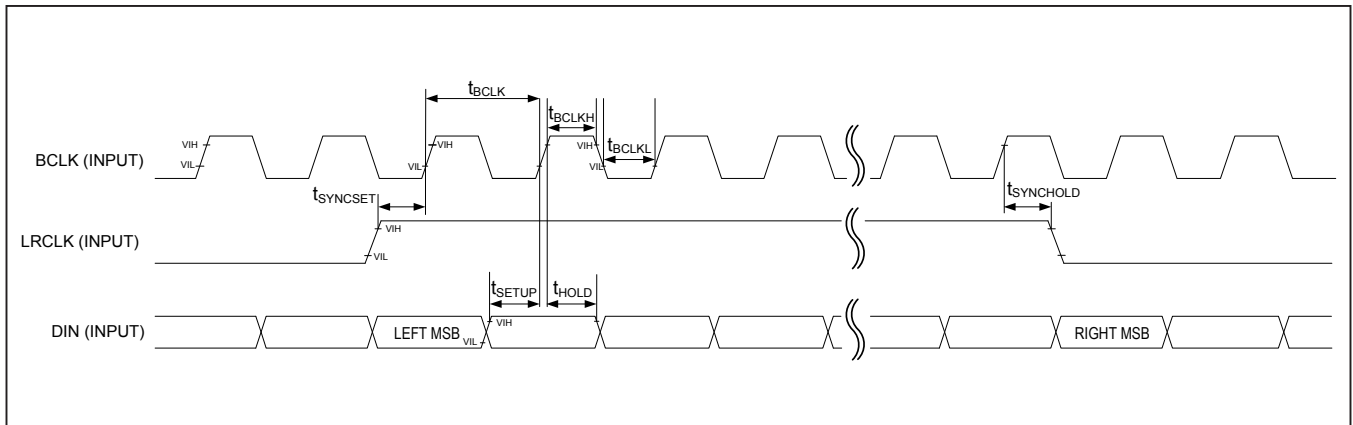 tBCLK
tBCLKH
tBCLKL
BCLK (INPUT)
VIH
VIL
VIH
VIL
VIH
VIL
tSYNCSET
tSYNCHOLD
LRCLK (INPUT)
VIH
VIL
tSETUP
tHOLD
DIN (INPUT)
LEFT MSB
VIH
VIL
RIGHT MSB